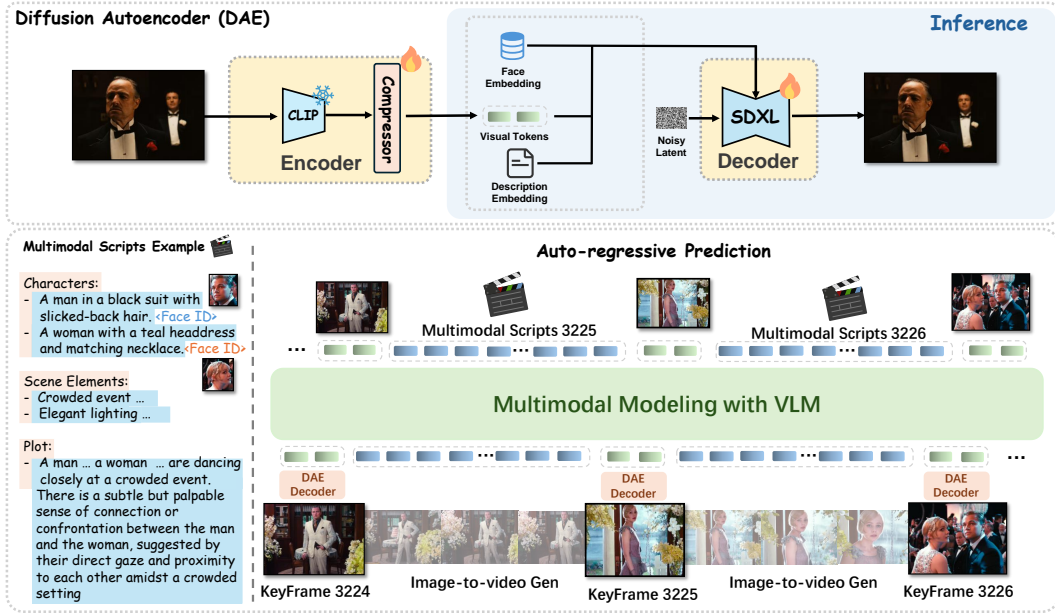 Diffusion Autoencoder (DAE)
Inference
CLIP
Compressor
Encoder
Face
Embedding
Visual Tokens
Description
Embedding
Noisy
Latent
SDXL
Decoder
Multimodal Scripts Example
Characters:
- A man in a black suit with
slicked-back hair. <Face ID>
- A woman with a teal headdress
and matching necklace.<Face ID>
Scene Elements:
- Crowded event ...
- Elegant lighting ...
Plot:
- A man ... a woman ... are dancing
closely at a crowded event.
There is a subtle but palpable
sense of connection or
confrontation between the man
and the woman, suggested by
their direct gaze and proximity
to each other amidst a crowded
setting
Auto-regressive Prediction
Multimodal Scripts 3225
Multimodal Scripts 3226
... ... ...
Multimodal Modeling with VLM
... ... ...
DAE
Decoder
DAE
Decoder
DAE
Decoder
KeyFrame 3224
Image-to-video Gen
KeyFrame 3225
Image-to-video Gen
KeyFrame 3226